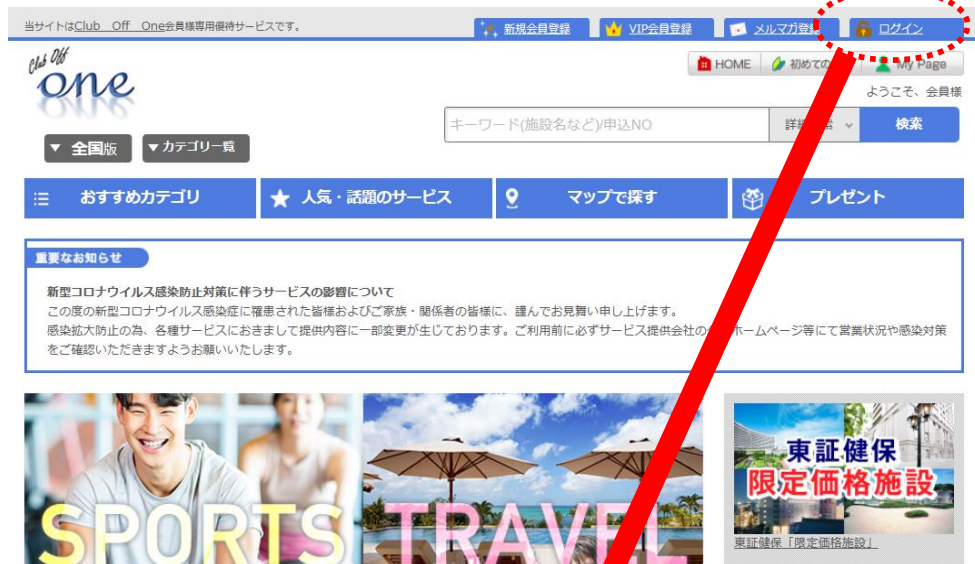 当サイトはClub Off One会員様専用優待サービスです。
新規会員登録 VIP会員登録 メルマガ登録 ログイン
Club Off
one
HOME 初めての My Page
ようこそ、会員様
キーワード(施設名など)/申込NO 検索
▼ 全国版 ▼カテゴリ一覧
おすすめカテゴリ ★ 人気・話題のサービス マップで探す プレゼント
重要なお知らせ
新型コロナウイルス感染防止対策に伴うサービスの影響について
この度の新型コロナウイルス感染症に罹患された皆様およびご家族・関係者の皆様に、謹んでお見舞い申し上げます。
感染拡大防止の為、各種サービスにおきまして提供内容に一部変更が生じております。ご利用前に必ずサービス提供会社の ホームページ等にて営業状況や感染対策
をご確認いただきますようお願いいたします。
東証健保
限定価格施設
SPORTS TRAVEL
東証健保「限定価格施設」